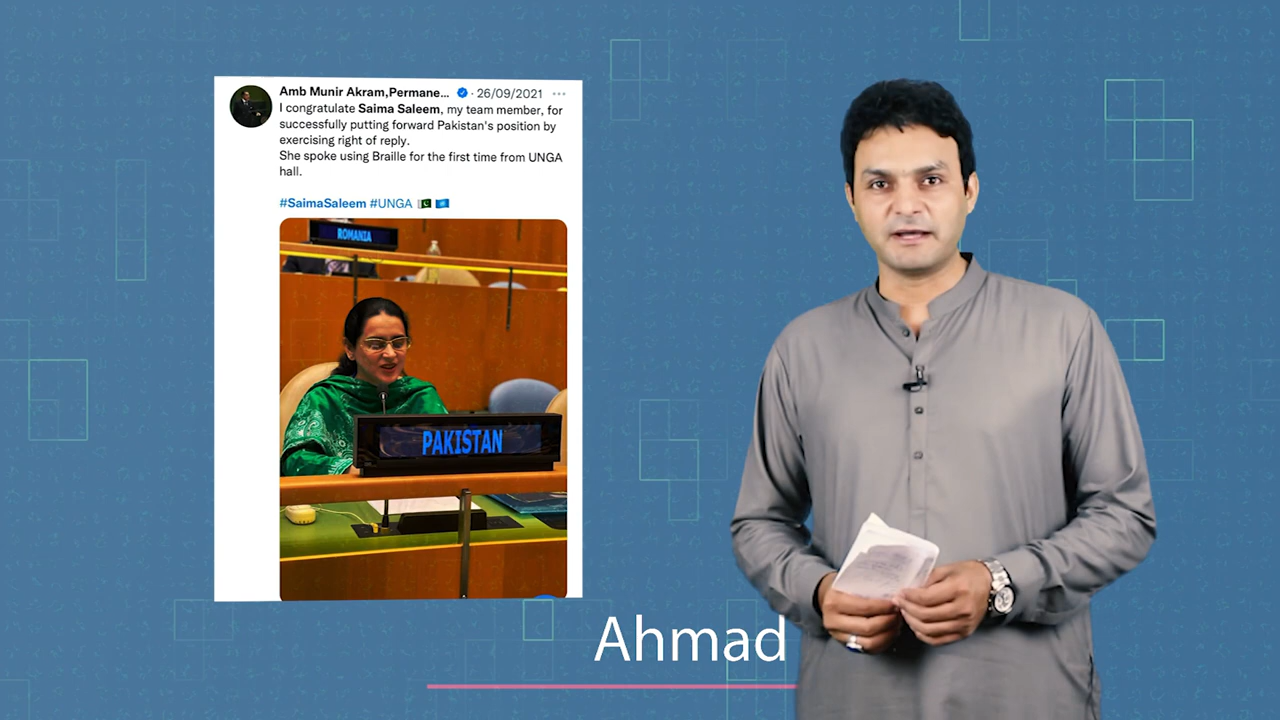 Amb Munir Akram,Permane... · 26/09/2021 ...
I congratulate Saima Saleem, my team member, for
successfully putting forward Pakistan's position by
exercising right of reply.
She spoke using Braille for the first time from UNGA
hall.
#SaimaSaleem #UNGA 🇵🇰 🇺🇳
ROMANIA
PAKISTAN
Ahmad